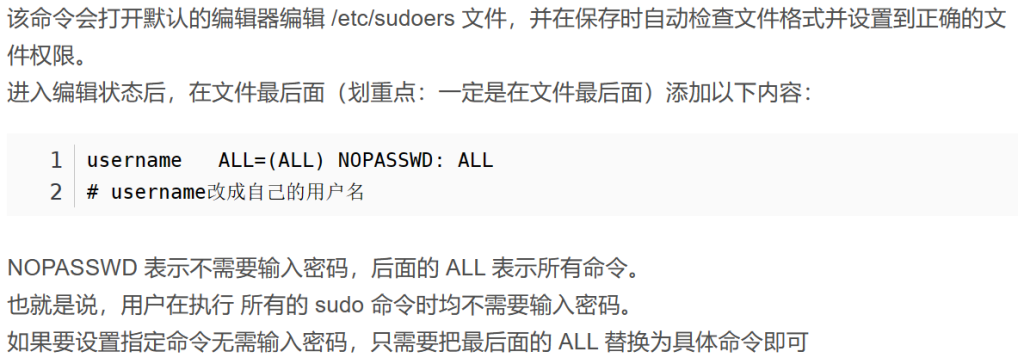 该命令会打开默认的编辑器编辑 /etc/sudoers 文件，并在保存时自动检查文件格式并设置到正确的文
件权限。
进入编辑状态后，在文件最后面（划重点：一定是在文件最后面）添加以下内容：
1 username   ALL=(ALL) NOPASSWD: ALL
2 # username改成自己的用户名
NOPASSWD 表示不需要输入密码，后面的 ALL 表示所有命令。
也就是说，用户在执行 所有的 sudo 命令时均不需要输入密码。
如果要设置指定命令无需输入密码，只需要把最后面的 ALL 替换为具体命令即可